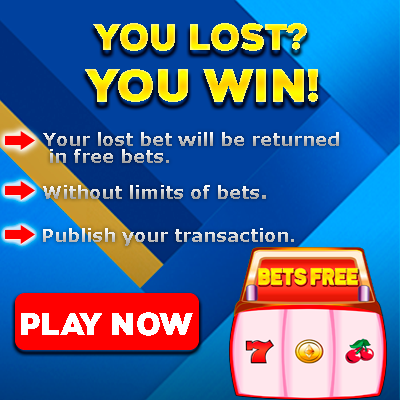 YOU LOST?
YOU WIN!
Your lost bet will be returned
in free bets.
Without limits of bets.
Publish your transaction.
BETS FREE
PLAY NOW
7